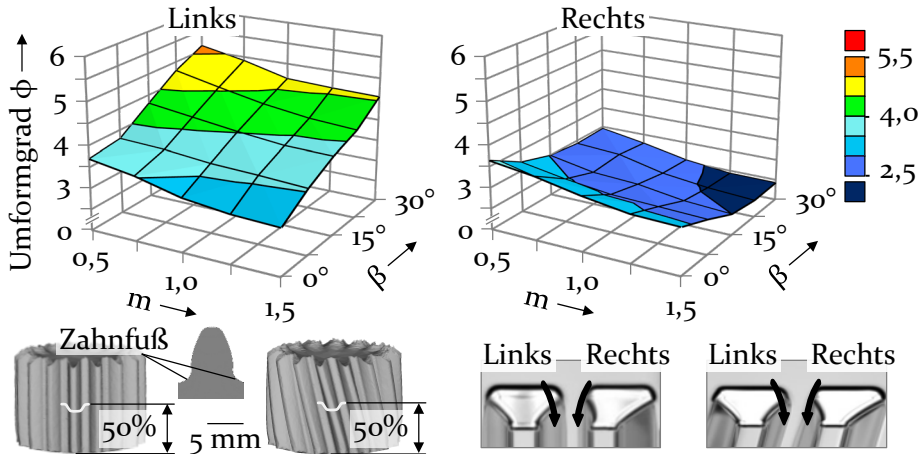 Links
Rechts
Umformgrad ϕ
6
5
4
3
0
0,5
1,0
1,5
m
0°
15°
30°
β
6
5
4
3
0
0,5
1,0
1,5
m
0°
15°
30°
β
5,5
4,0
2,5
Zahnfuß
50%
5 mm
50%
Links Rechts
Links Rechts